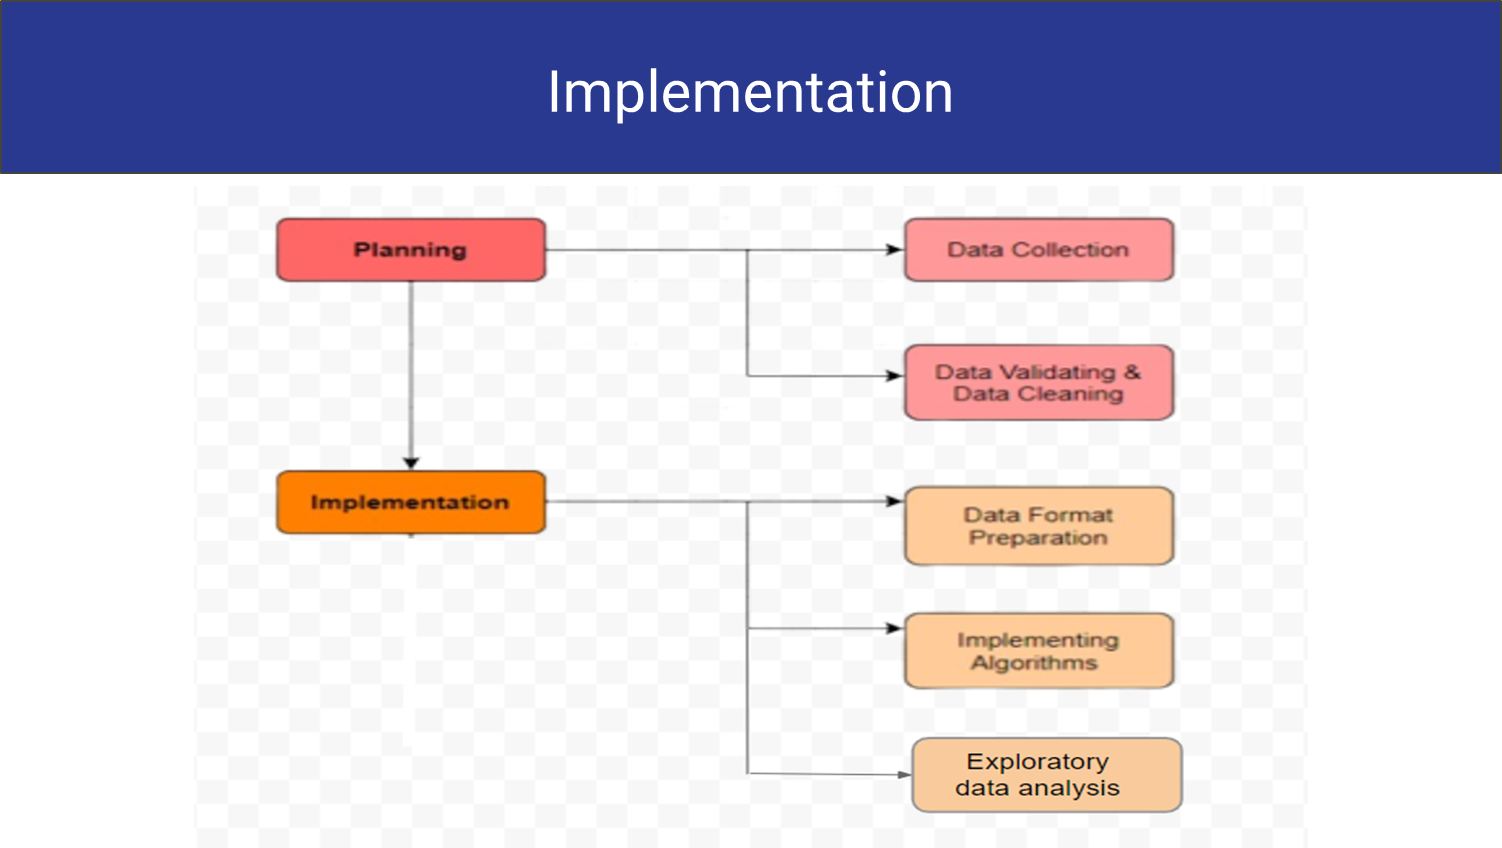 Implementation
Planning
Data Collection
Data Validating &
Data Cleaning
Implementation
Data Format
Preparation
Implementing
Algorithms
Exploratory
data analysis